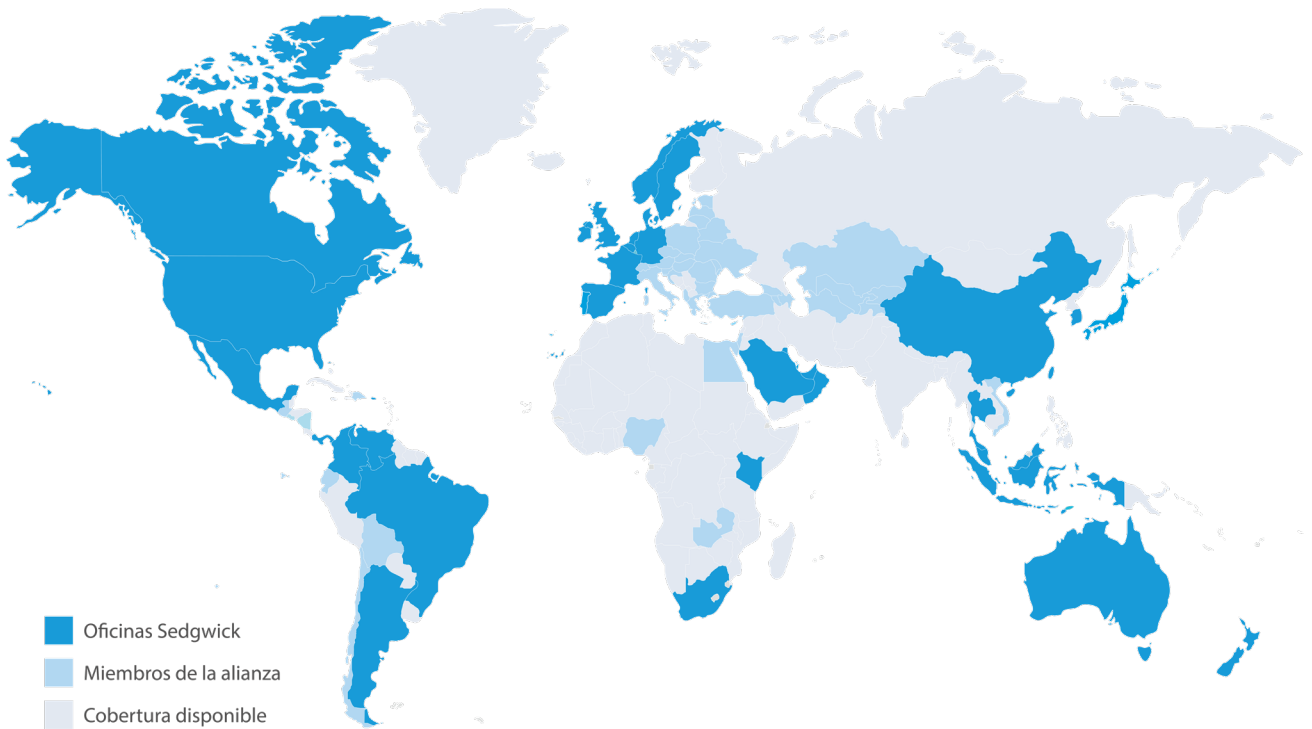 Oficinas Sedgwick
Miembros de la alianza
Cobertura disponible